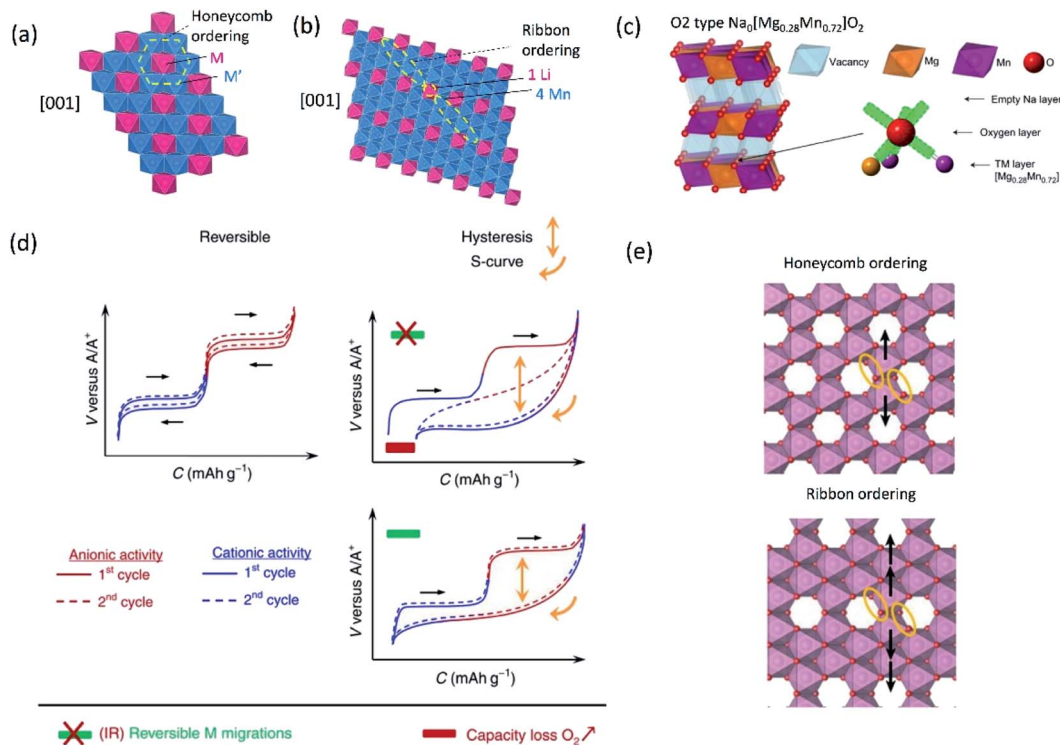 (a)
Honeycomb
ordering
M
M'
[001]
(b)
Ribbon
ordering
1 Li
4 Mn
[001]
(c)
O2 type Na₀[Mg₀.₂₈Mn₀.₇₂]O₂
Vacancy
Mg
Mn
O
Empty Na layer
Oxygen layer
TM layer
[Mg₀.₂₈Mn₀.₇₂]
(d)
Reversible
Hysteresis
S-curve
V versus A/A⁺
C (mAh g⁻¹)
V versus A/A⁺
C (mAh g⁻¹)
Anionic activity
1ˢᵗ cycle
2ⁿᵈ cycle
Cationic activity
1ˢᵗ cycle
2ⁿᵈ cycle
V versus A/A⁺
C (mAh g⁻¹)
(IR) Reversible M migrations
Capacity loss O₂↗
(e)
Honeycomb ordering
Ribbon ordering